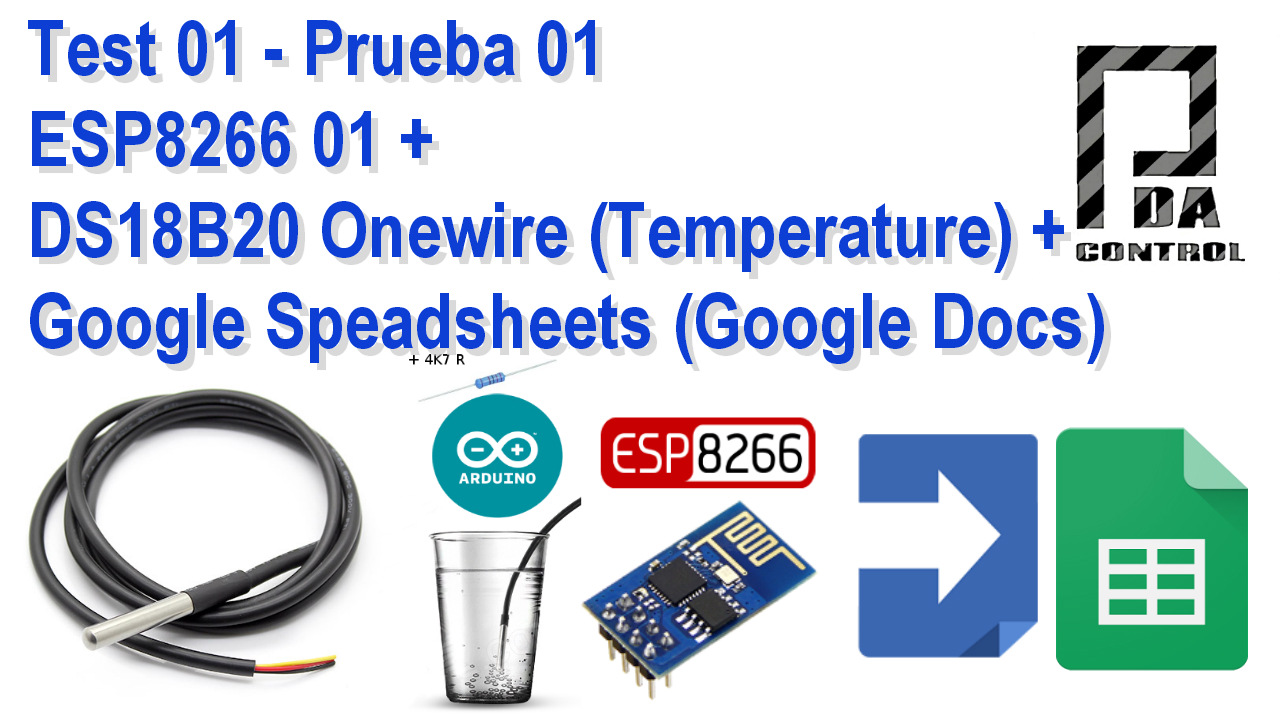 Test 01 - Prueba 01
ESP8266 01 +
DS18B20 Onewire (Temperature) +
Google Speadsheets (Google Docs)
DA
CONTROL
+ 4K7 R
ARDUINO
ESP8266